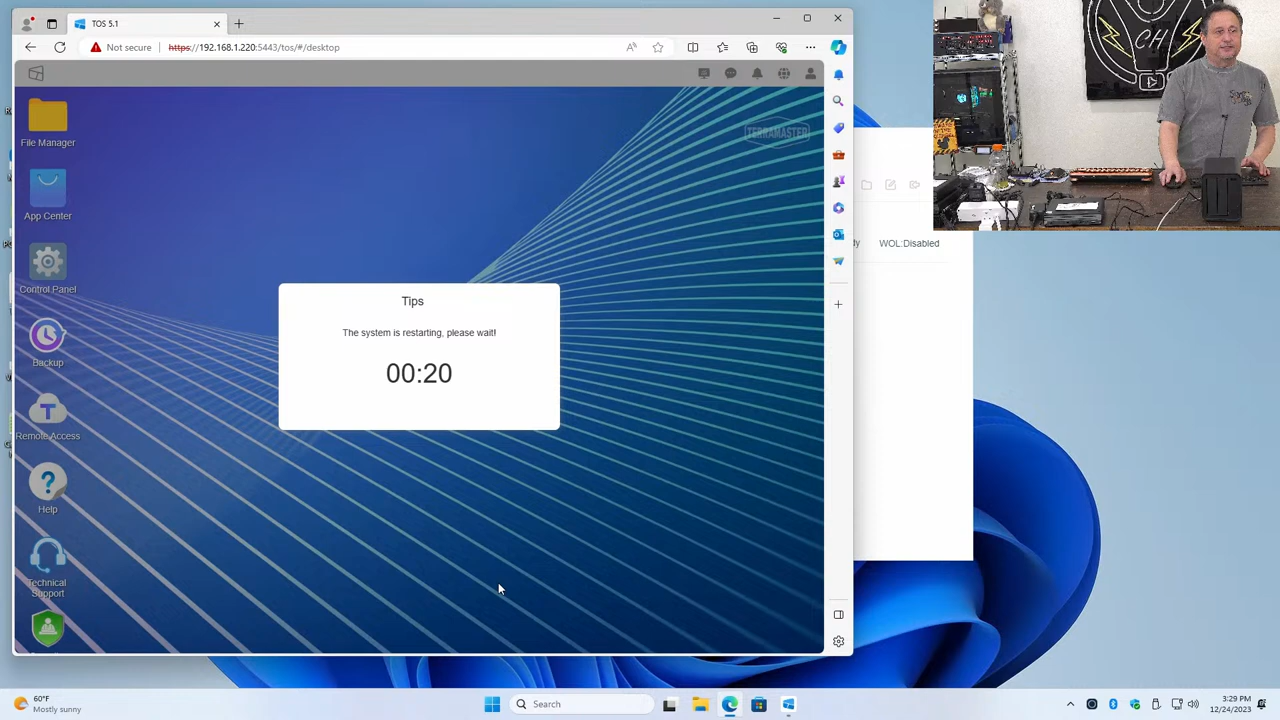 TOS 5.1
Not secure
https://192.168.1.220:5443/tos/#/desktop
File Manager
TERRAMASTER
App Center
WOL:Disabled
Control Panel
Tips
The system is restarting, please wait!
00:20
Backup
Remote Access
Help
Technical
Support
60°F
Mostly sunny
Search
3:29 PM
12/24/2023
CHI